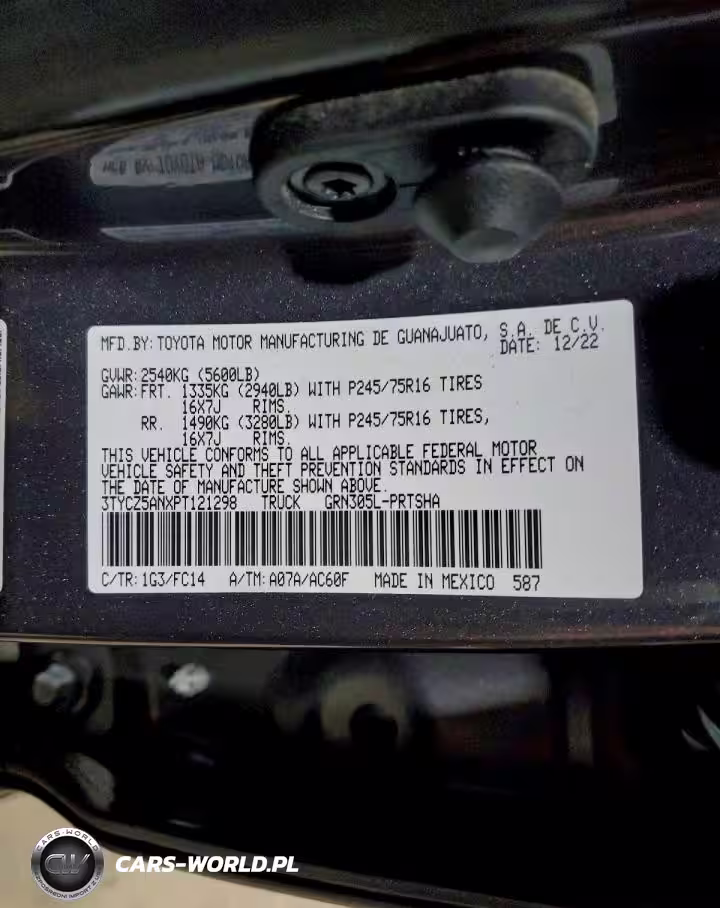 MFD.BY:TOYOTA MOTOR MANUFACTURING DE GUANAJUATO, S.A. DE C.V.
DATE: 12/22
GVWR:2540KG (5600LB)
GAWR:FRT. 1335KG (2940LB) WITH P245/75R16 TIRES
16X7J RIMS.
RR. 1490KG (3280LB) WITH P245/75R16 TIRES,
16X7J RIMS.
THIS VEHICLE CONFORMS TO ALL APPLICABLE FEDERAL MOTOR
VEHICLE SAFETY AND THEFT PREVENTION STANDARDS IN EFFECT ON
THE DATE OF MANUFACTURE SHOWN ABOVE.
3TYCZ5ANXPT121298 TRUCK GRN305L-PRTSHA
C/TR:1G3/FC14 A/TM:A07A/AC60F MADE IN MEXICO 587
CARS-WORLD
CW
CARS-WORLD.PL